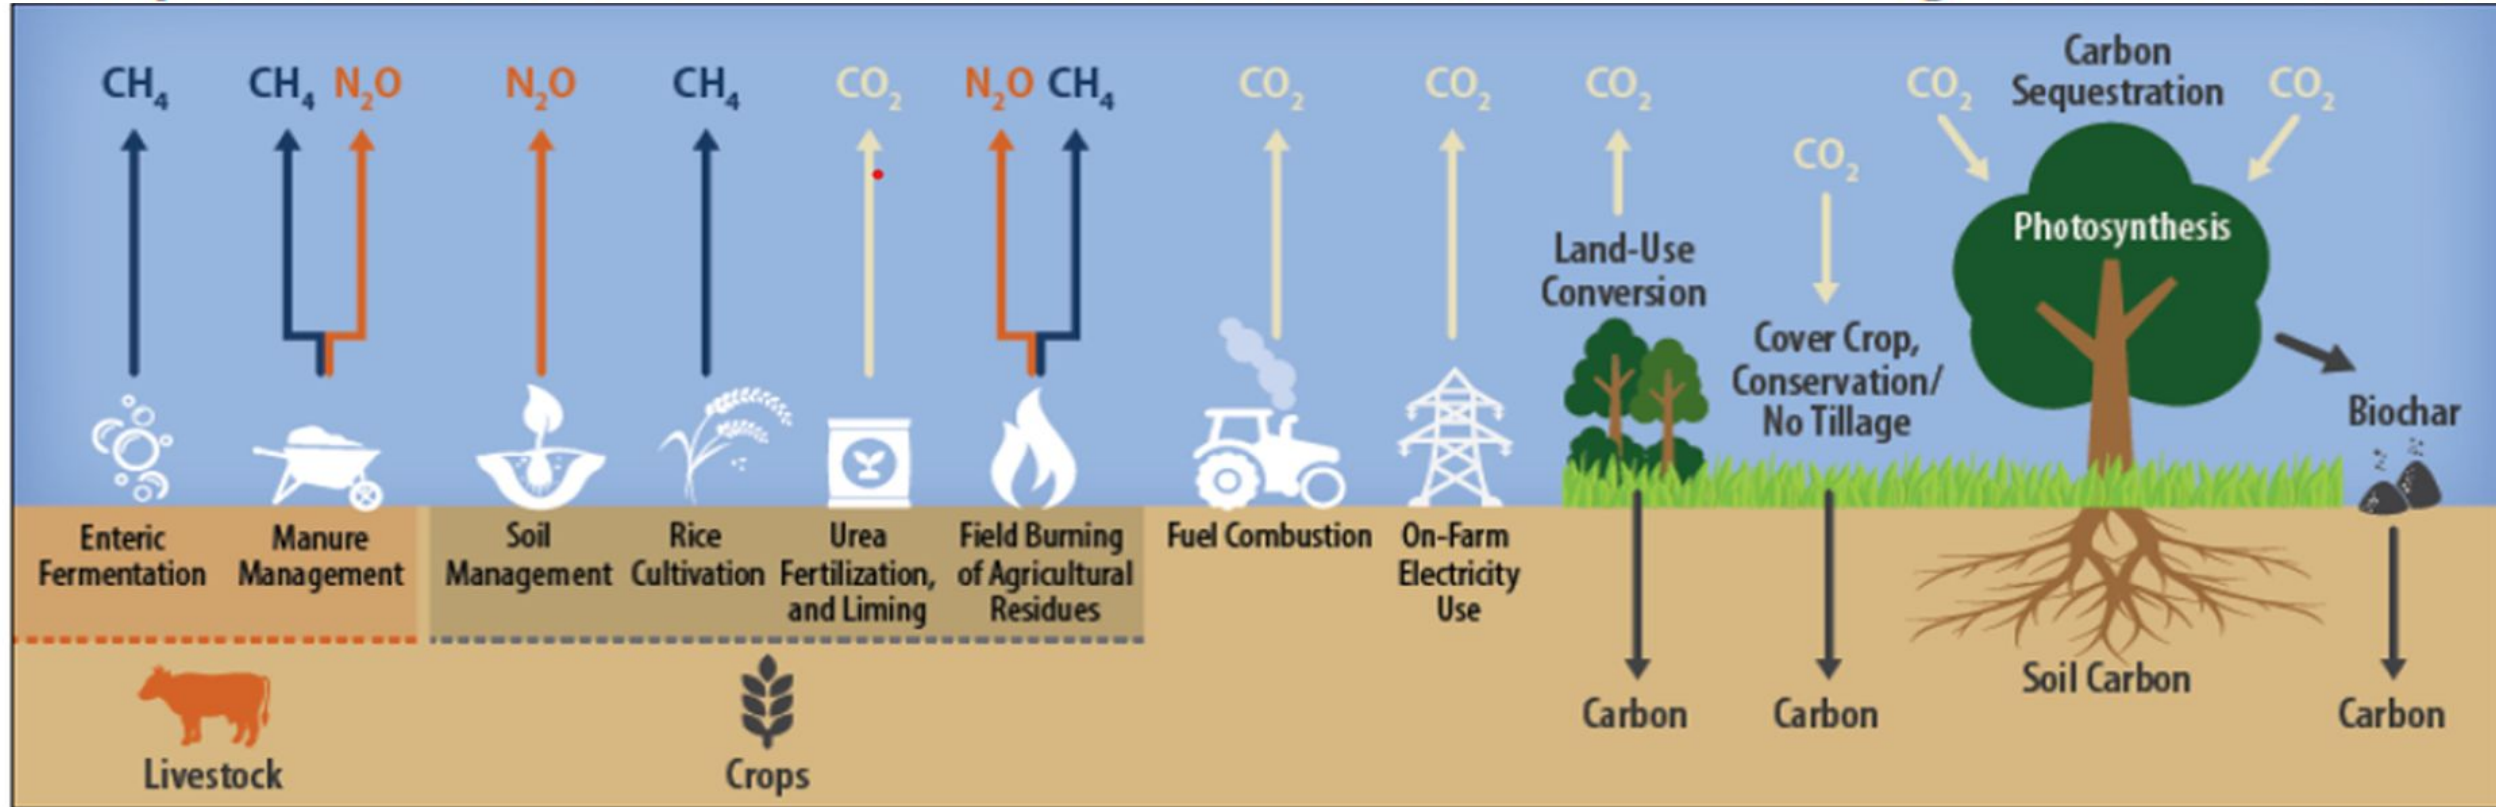 CH₄
CH₄ N₂O
N₂O
CH₄
CO₂
N₂O CH₄
CO₂
CO₂
CO₂
CO₂
CO₂
Carbon
Sequestration
CO₂
Photosynthesis
Land-Use
Conversion
Cover Crop,
Conservation/
No Tillage
Biochar
Enteric
Fermentation
Manure
Management
Soil
Management
Rice
Cultivation
Urea
Fertilization,
and Liming
Field Burning
of Agricultural
Residues
Fuel Combustion
On-Farm
Electricity
Use
Livestock
Crops
Carbon
Carbon
Soil Carbon
Carbon